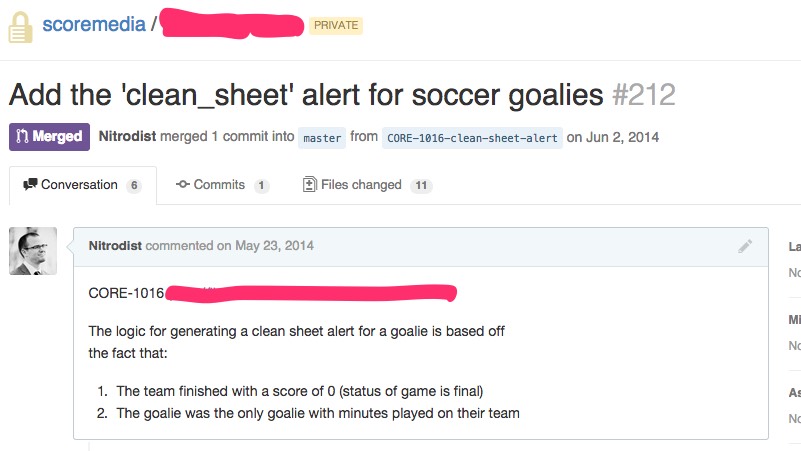 scoremedia /
PRIVATE
Add the 'clean_sheet' alert for soccer goalies #212
Merged Nitrodist merged 1 commit into master from CORE-1016-clean-sheet-alert on Jun 2, 2014
Conversation 6 Commits 1 Files changed 11
Nitrodist commented on May 23, 2014
CORE-1016
The logic for generating a clean sheet alert for a goalie is based off
the fact that:
1. The team finished with a score of 0 (status of game is final)
2. The goalie was the only goalie with minutes played on their team
La
No
Mi
No
As
No